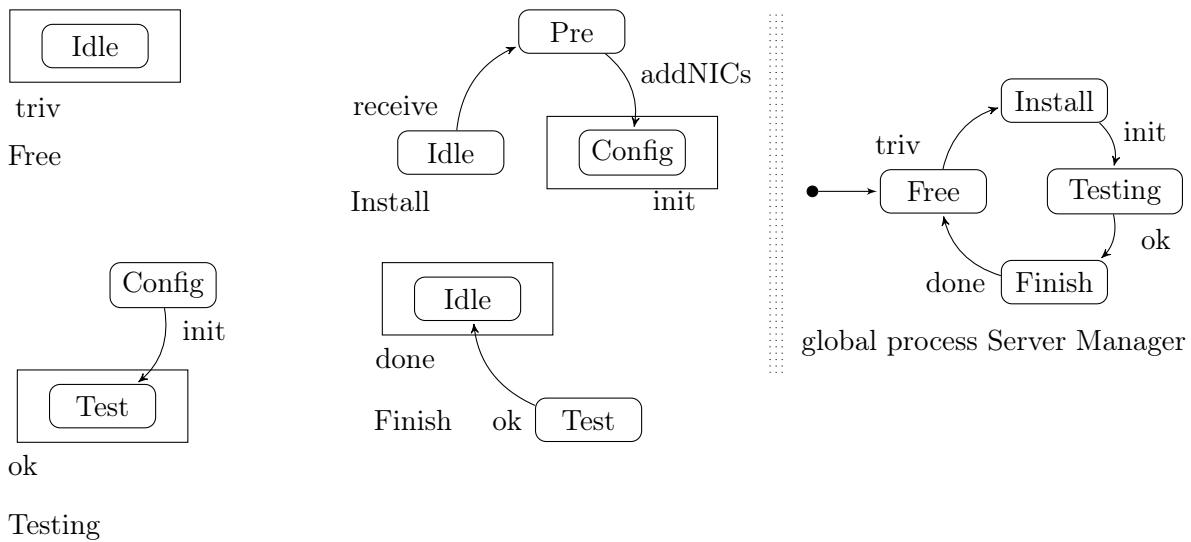 Idle
triv
Free
Pre
receive
addNICs
Idle
Config
Install
init
Config
init
Test
ok
Testing
Idle
done
Finish
ok
Test
Install
triv
init
Free
Testing
ok
done
Finish
global process Server Manager